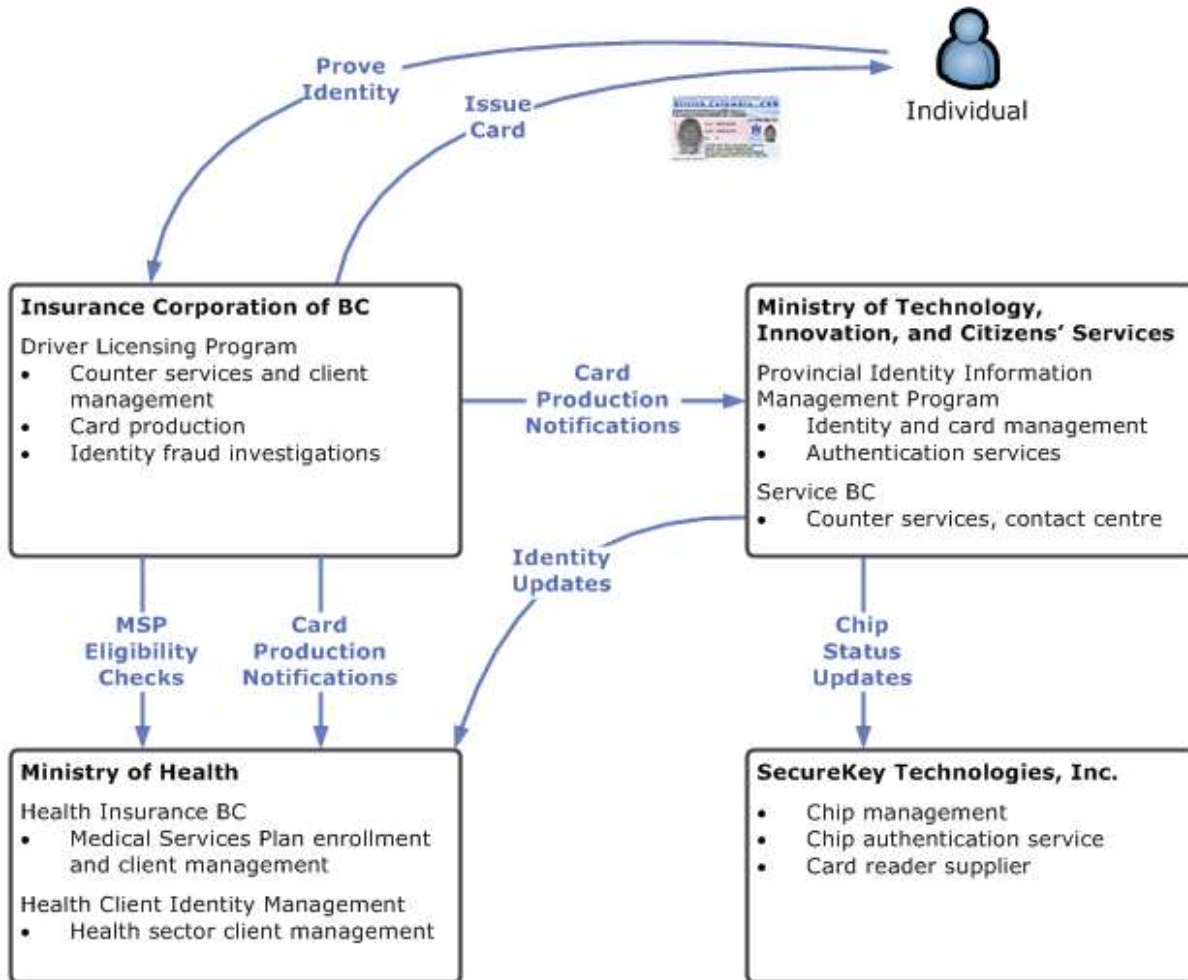 Prove
Identity
Issue
Card
Individual
Insurance Corporation of BC
Driver Licensing Program
• Counter services and client
management
• Card production
• Identity fraud investigations
Card
Production
Notifications
Ministry of Technology,
Innovation, and Citizens’ Services
Provincial Identity Information
Management Program
• Identity and card management
• Authentication services
Service BC
• Counter services, contact centre
Identity
Updates
MSP
Eligibility
Checks
Card
Production
Notifications
Chip
Status
Updates
Ministry of Health
Health Insurance BC
• Medical Services Plan enrollment
and client management
Health Client Identity Management
• Health sector client management
SecureKey Technologies, Inc.
• Chip management
• Chip authentication service
• Card reader supplier